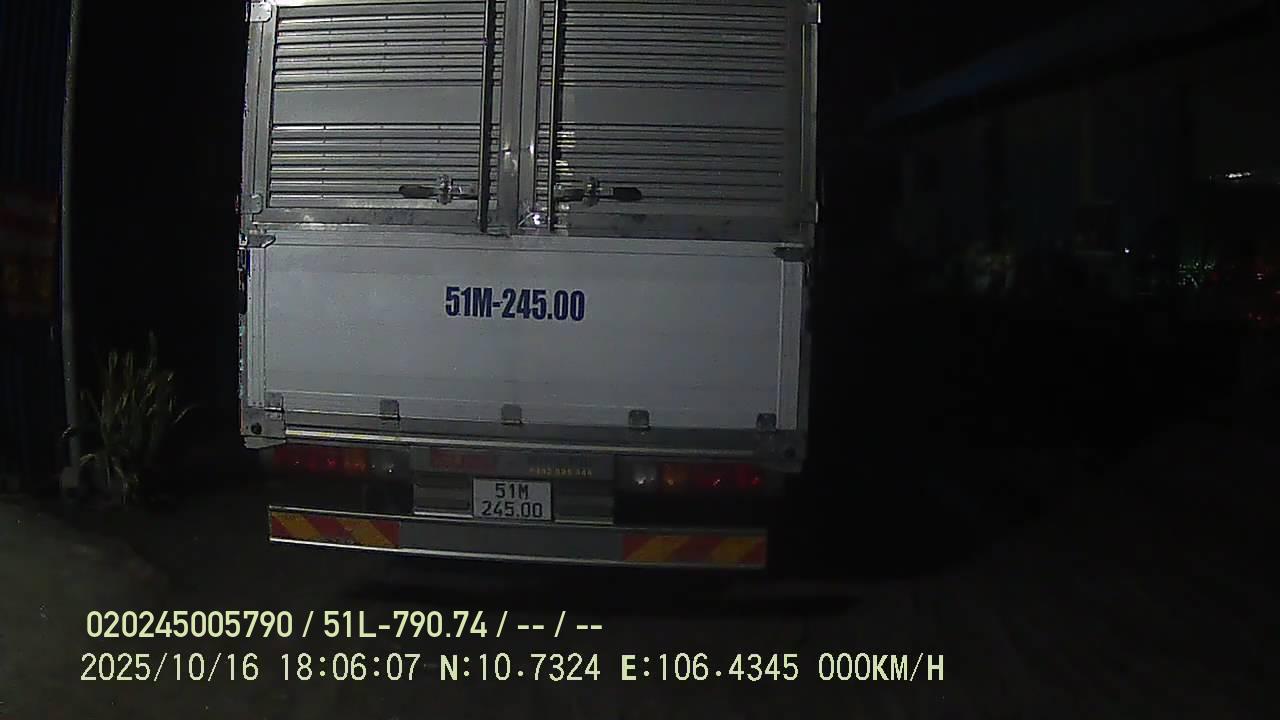 51M-245.00
51M
245.00
020245005790 / 51L-790.74 / -- / --
2025/10/16 18:06:07 N:10.7324 E:106.4345 000KM/H